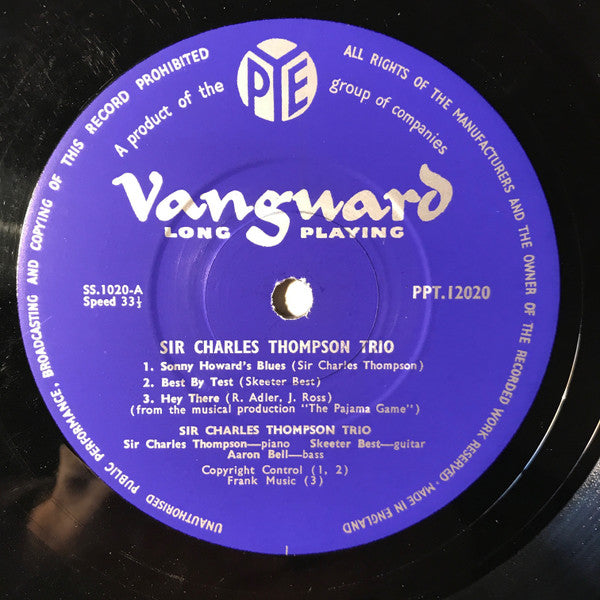 UNAUTHORISED PUBLIC PERFORMANCE, BROADCASTING AND COPYING OF THIS RECORD PROHIBITED
ALL RIGHTS OF THE MANUFACTURERS AND THE OWNER OF THE RECORDED WORK RESERVED. MADE IN ENGLAND
A product of the PYE group of companies
Vanguard
LONG PLAYING
SS.1020-A
Speed 33⅓
PPT.12020
SIR CHARLES THOMPSON TRIO
1. Sonny Howard's Blues (Sir Charles Thompson)
2. Best By Test (Skeeter Best)
3. Hey There (R. Adler, J. Ross)
(from the musical production "The Pajama Game")
SIR CHARLES THOMPSON TRIO
Sir Charles Thompson—piano Skeeter Best—guitar
Aaron Bell—bass
Copyright Control (1, 2)
Frank Music (3)